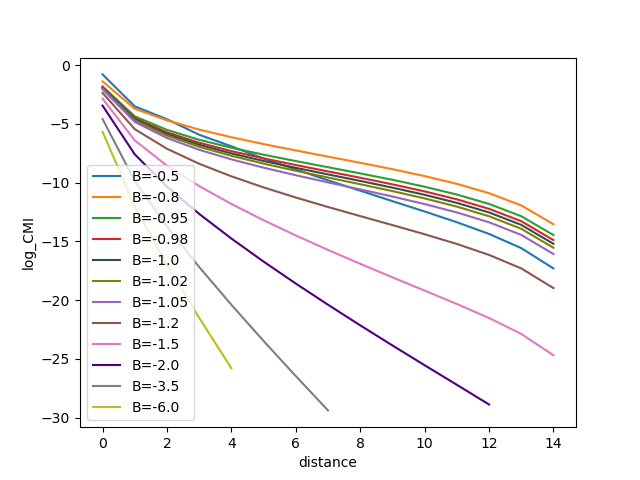 0
−5
−10
−15
−20
−25
−30
log_CMI
B=-0.5
B=-0.8
B=-0.95
B=-0.98
B=-1.0
B=-1.02
B=-1.05
B=-1.2
B=-1.5
B=-2.0
B=-3.5
B=-6.0
0 2 4 6 8 10 12 14
distance